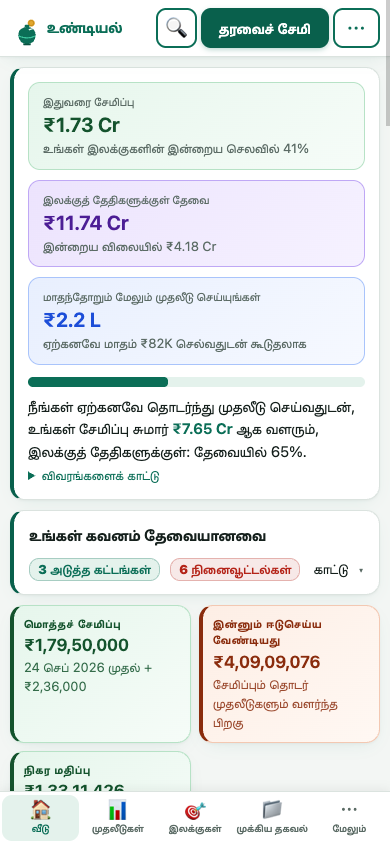 உண்டியல்
தரவைச் சேமி
இதுவரை சேமிப்பு
₹1.73 Cr
உங்கள் இலக்குகளின் இன்றைய செலவில் 41%
இலக்குத் தேதிகளுக்குள் தேவை
₹11.74 Cr
இன்றைய விலையில் ₹4.18 Cr
மாதந்தோறும் மேலும் முதலீடு செய்யுங்கள்
₹2.2 L
ஏற்கனவே மாதம் ₹82K செல்வதுடன் கூடுதலாக
நீங்கள் ஏற்கனவே தொடர்ந்து முதலீடு செய்வதுடன்,
உங்கள் சேமிப்பு சுமார் ₹7.65 Cr ஆக வளரும்,
இலக்குத் தேதிகளுக்குள்: தேவையில் 65%.
▶ விவரங்களைக் காட்டு
உங்கள் கவனம் தேவையானவை
3 அடுத்த கட்டங்கள் 6 நினைவூட்டல்கள் காட்டு
மொத்தச் சேமிப்பு
₹1,79,50,000
24 செப் 2026 முதல் +
₹2,36,000
இன்னும் ஈடுசெய்ய
வேண்டியது
₹4,09,09,076
சேமிப்பும் தொடர்
முதலீடுகளும் வளர்ந்த
பிறகு
நிகர மதிப்பு
₹1,33,11,426
வீடு முதலீடுகள் இலக்குகள் முக்கிய தகவல் மேலும்